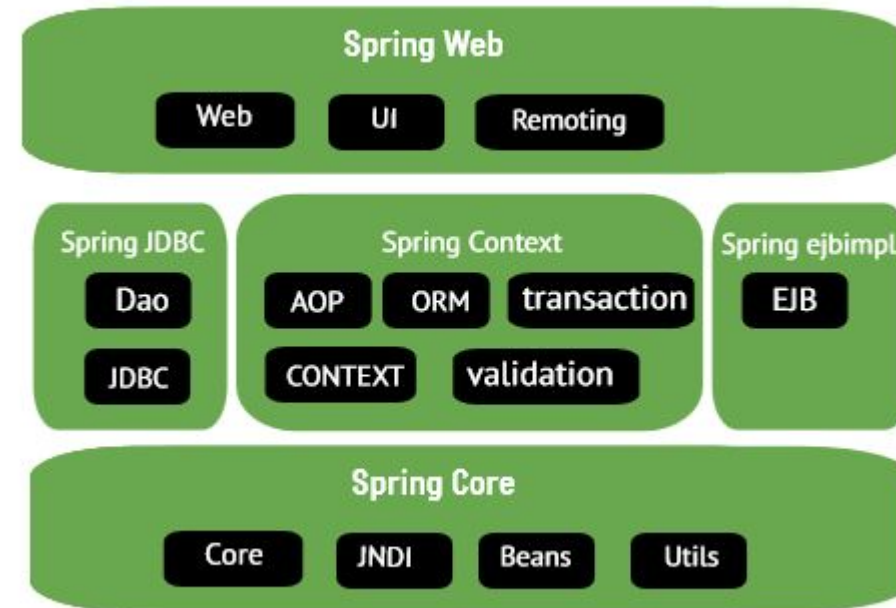 Spring Web
Web UI Remoting
Spring JDBC
Dao
JDBC
Spring Context
AOP ORM transaction
CONTEXT validation
Spring ejbimpl
EJB
Spring Core
Core JNDI Beans Utils